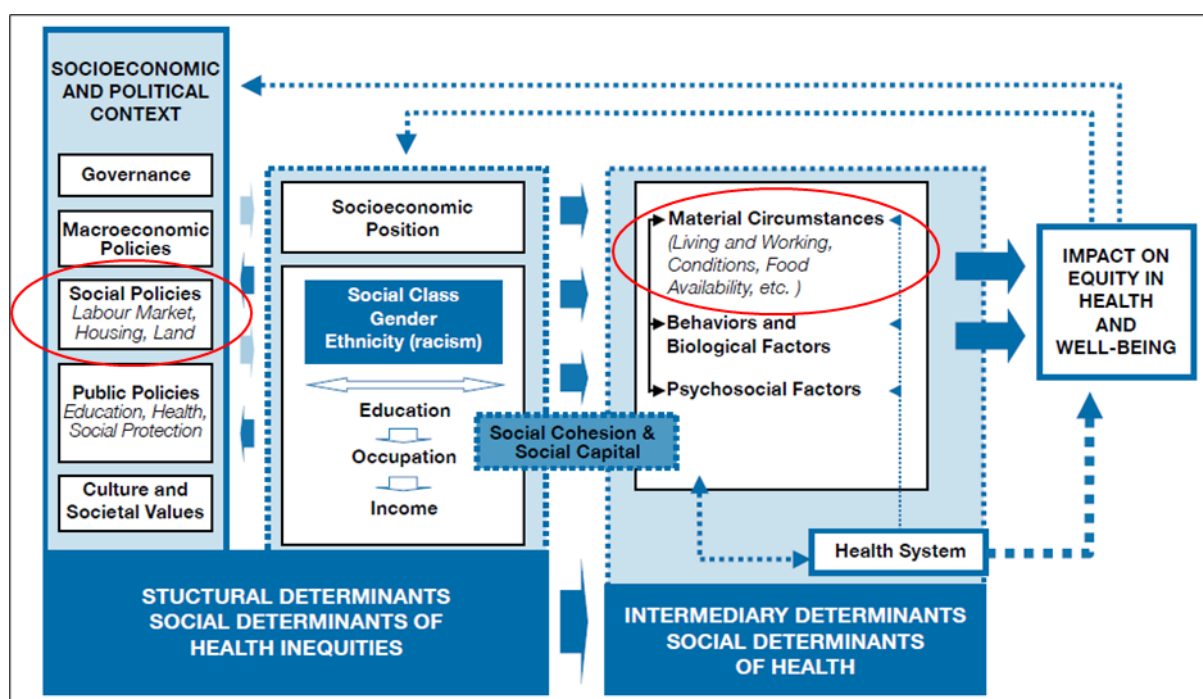 SOCIOECONOMIC
AND POLITICAL
CONTEXT
Governance
Macroeconomic
Policies
Social Policies
Labour Market,
Housing, Land
Public Policies
Education, Health,
Social Protection
Culture and
Societal Values
Socioeconomic
Position
Social Class
Gender
Ethnicity (racism)
Education
Occupation
Income
Social Cohesion &
Social Capital
Material Circumstances
(Living and Working,
Conditions, Food
Availability, etc. )
Behaviors and
Biological Factors
Psychosocial Factors
Health System
IMPACT ON
EQUITY IN
HEALTH
AND
WELL-BEING
STUCTURAL DETERMINANTS
SOCIAL DETERMINANTS OF
HEALTH INEQUITIES
INTERMEDIARY DETERMINANTS
SOCIAL DETERMINANTS
OF HEALTH